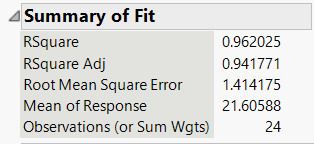 Summary of Fit
RSquare 0.962025
RSquare Adj 0.941771
Root Mean Square Error 1.414175
Mean of Response 21.60588
Observations (or Sum Wgts) 24